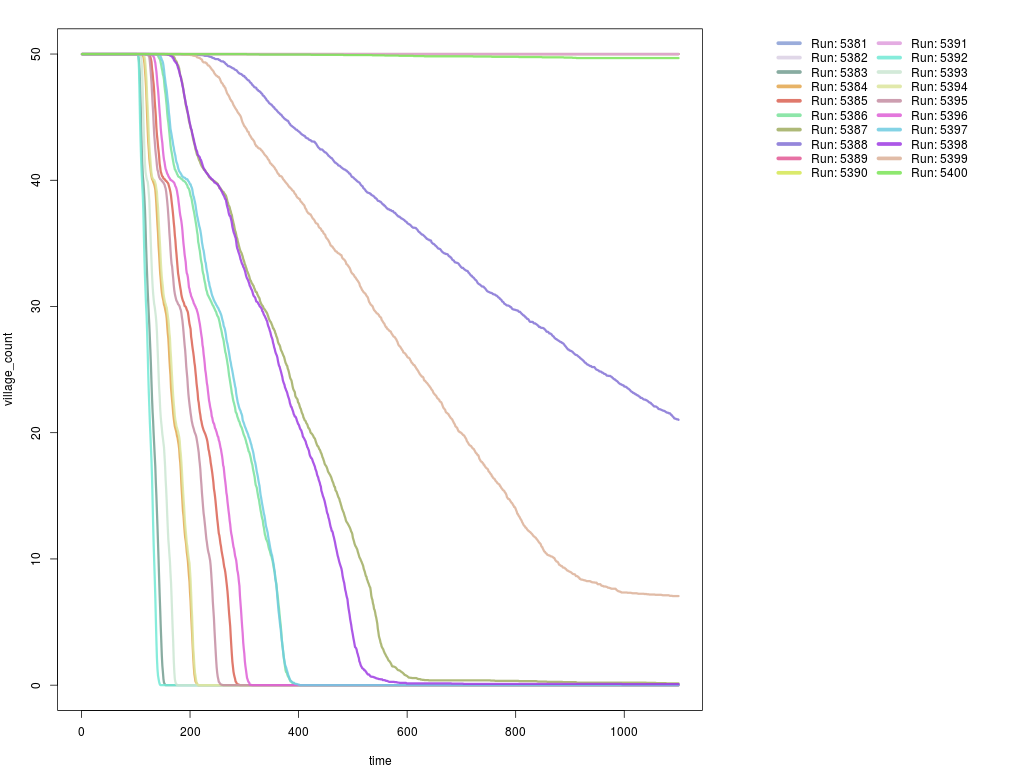 village_count
50
40
30
20
10
0
0 200 400 600 800 1000
time
Run: 5381 Run: 5391
Run: 5382 Run: 5392
Run: 5383 Run: 5393
Run: 5384 Run: 5394
Run: 5385 Run: 5395
Run: 5386 Run: 5396
Run: 5387 Run: 5397
Run: 5388 Run: 5398
Run: 5389 Run: 5399
Run: 5390 Run: 5400